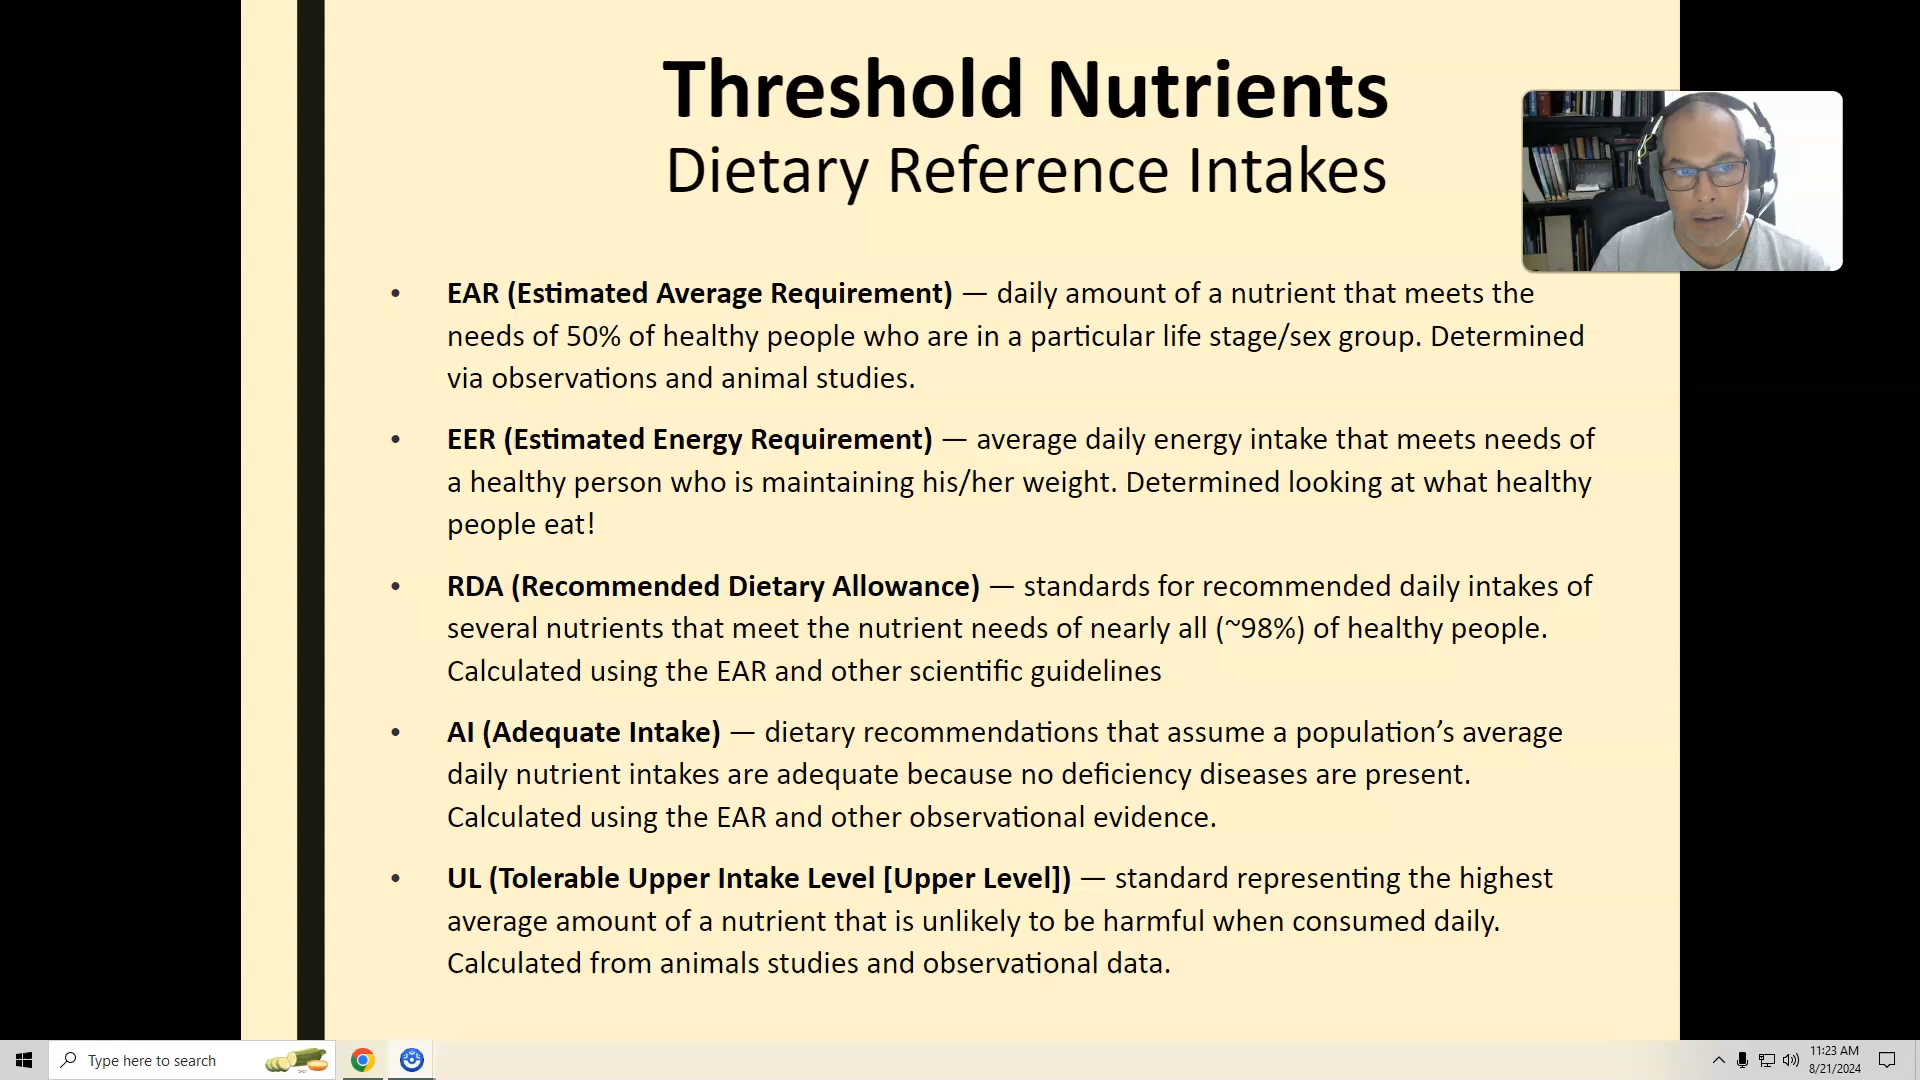 Threshold Nutrients
Dietary Reference Intakes
• EAR (Estimated Average Requirement) — daily amount of a nutrient that meets the
needs of 50% of healthy people who are in a particular life stage/sex group. Determined
via observations and animal studies.
• EER (Estimated Energy Requirement) — average daily energy intake that meets needs of
a healthy person who is maintaining his/her weight. Determined looking at what healthy
people eat!
• RDA (Recommended Dietary Allowance) — standards for recommended daily intakes of
several nutrients that meet the nutrient needs of nearly all (~98%) of healthy people.
Calculated using the EAR and other scientific guidelines
• AI (Adequate Intake) — dietary recommendations that assume a population’s average
daily nutrient intakes are adequate because no deficiency diseases are present.
Calculated using the EAR and other observational evidence.
• UL (Tolerable Upper Intake Level [Upper Level]) — standard representing the highest
average amount of a nutrient that is unlikely to be harmful when consumed daily.
Calculated from animals studies and observational data.
Type here to search
11:23 AM
8/21/2024